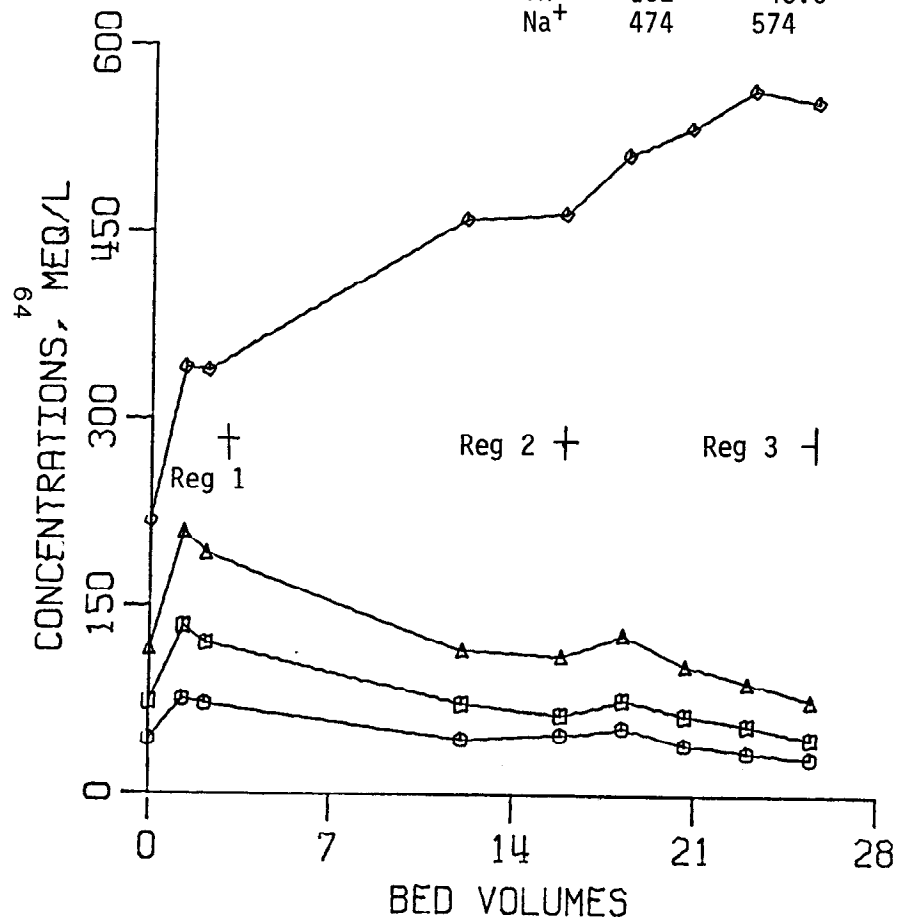 Na+ 474 574
600
450
300
150
0
CONCENTRATIONS, MEQ/L
64
Reg 1
Reg 2
Reg 3
0 7 14 21 28
BED VOLUMES